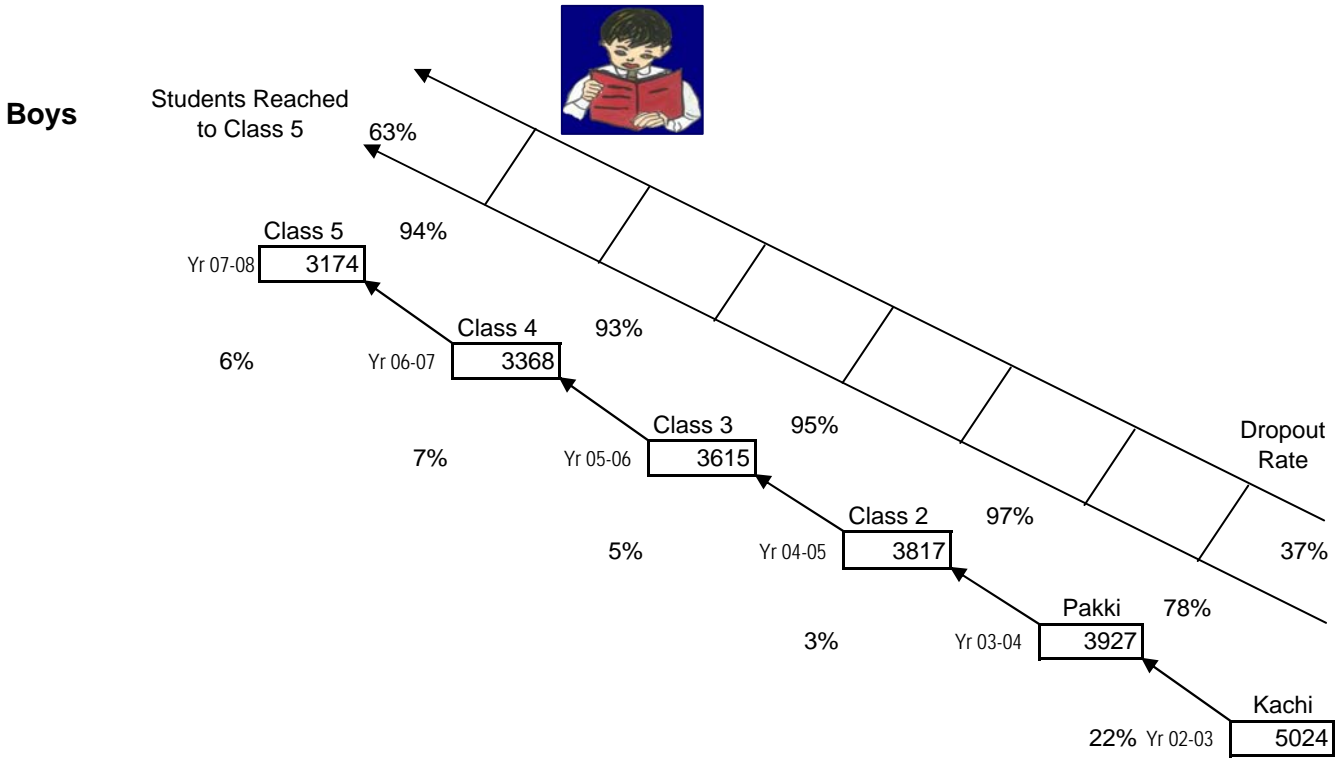 Boys
Students Reached
to Class 5
63%
Class 5
94%
Yr 07-08
3174
Class 4
93%
6%
Yr 06-07
3368
Class 3
95%
7%
Yr 05-06
3615
Dropout
Rate
Class 2
97%
5%
Yr 04-05
3817
37%
Pakki
78%
3%
Yr 03-04
3927
Kachi
22%
Yr 02-03
5024